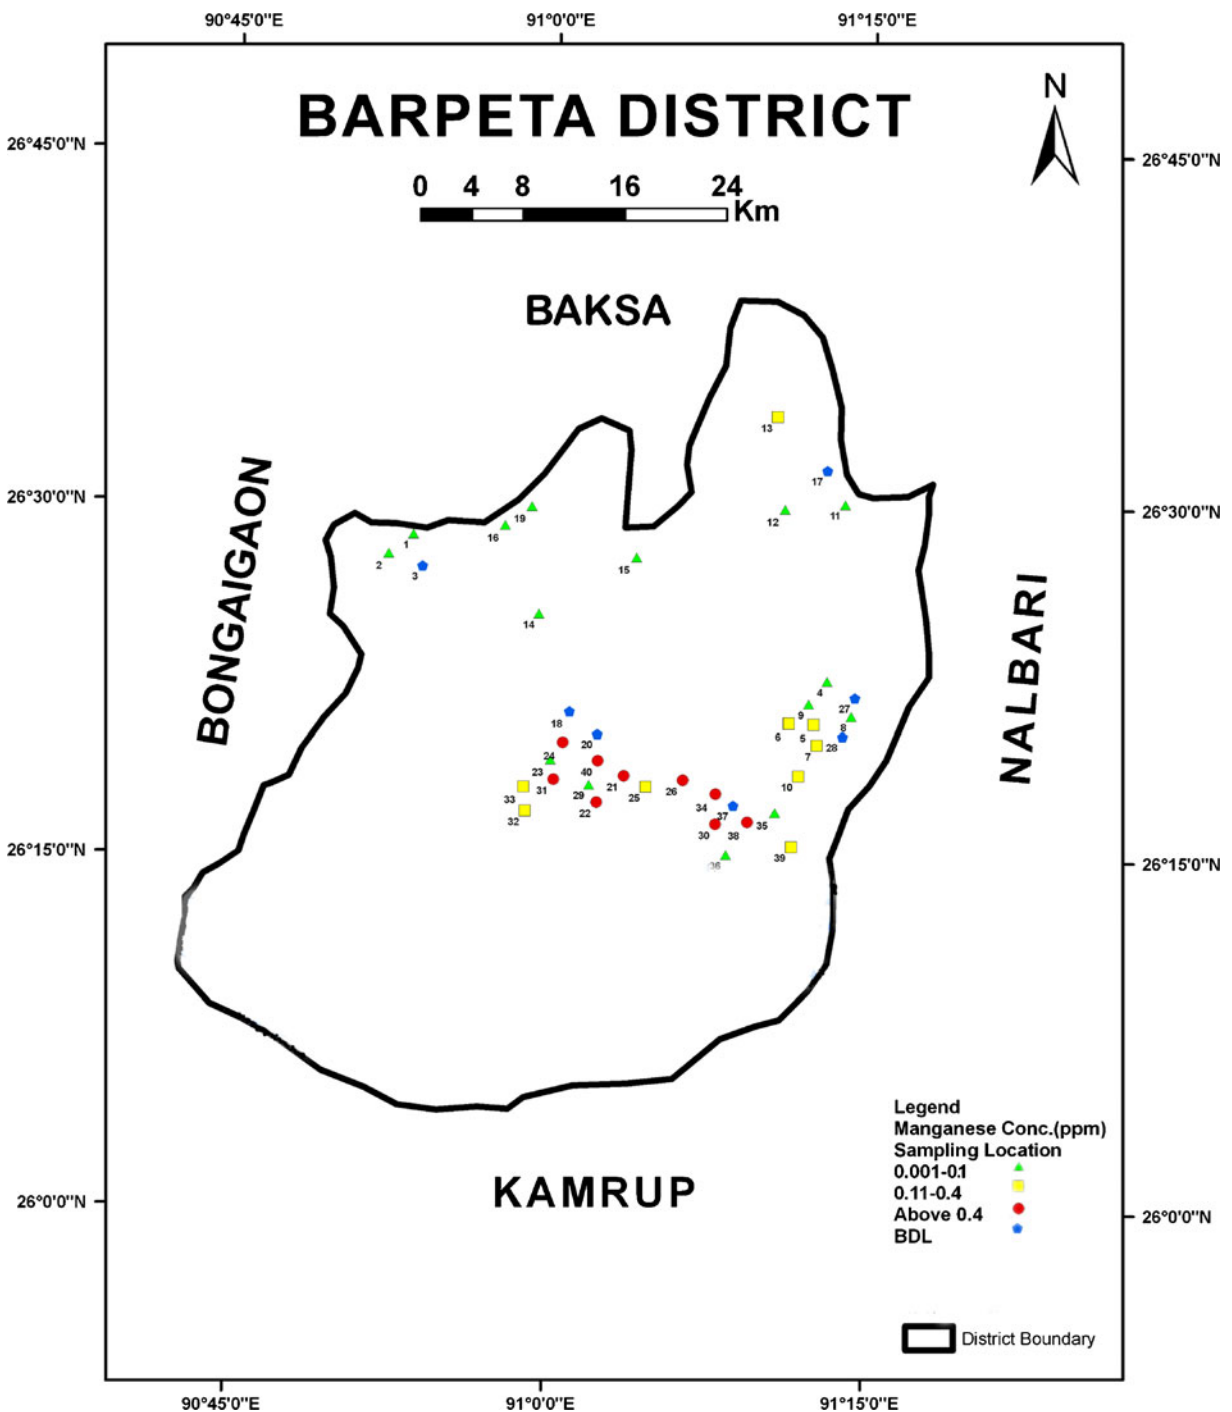 90°45'0"E 91°0'0"E 91°15'0"E
BARPETA DISTRICT
N
26°45'0"N 26°45'0"N
0 4 8 16 24
Km
BAKSA
13
17
26°30'0"N 26°30'0"N
19 12 11
16
1
2 3 15
14
BONGAIGAON
NALBARI
4
9 27
18 6 5 8
20 28
24 7
23 40
31 21 10
33 29 25 26
32 22 34 37
30 38 35
26°15'0"N 26°15'0"N
36 39
KAMRUP
26°0'0"N 26°0'0"N
Legend
Manganese Conc.(ppm)
Sampling Location
0.001-0.1
0.11-0.4
Above 0.4
BDL
District Boundary
90°45'0"E 91°0'0"E 91°15'0"E